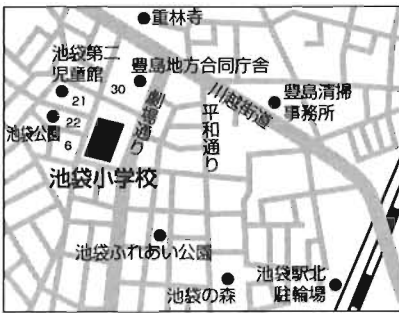 重林寺
池袋第二
児童館
豊島地方合同庁舎
21
30
劇場通り
平和通り
川越街道
豊島清掃
事務所
池袋公園
22
6
池袋小学校
池袋ふれあい公園
池袋の森
池袋駅北
駐輪場